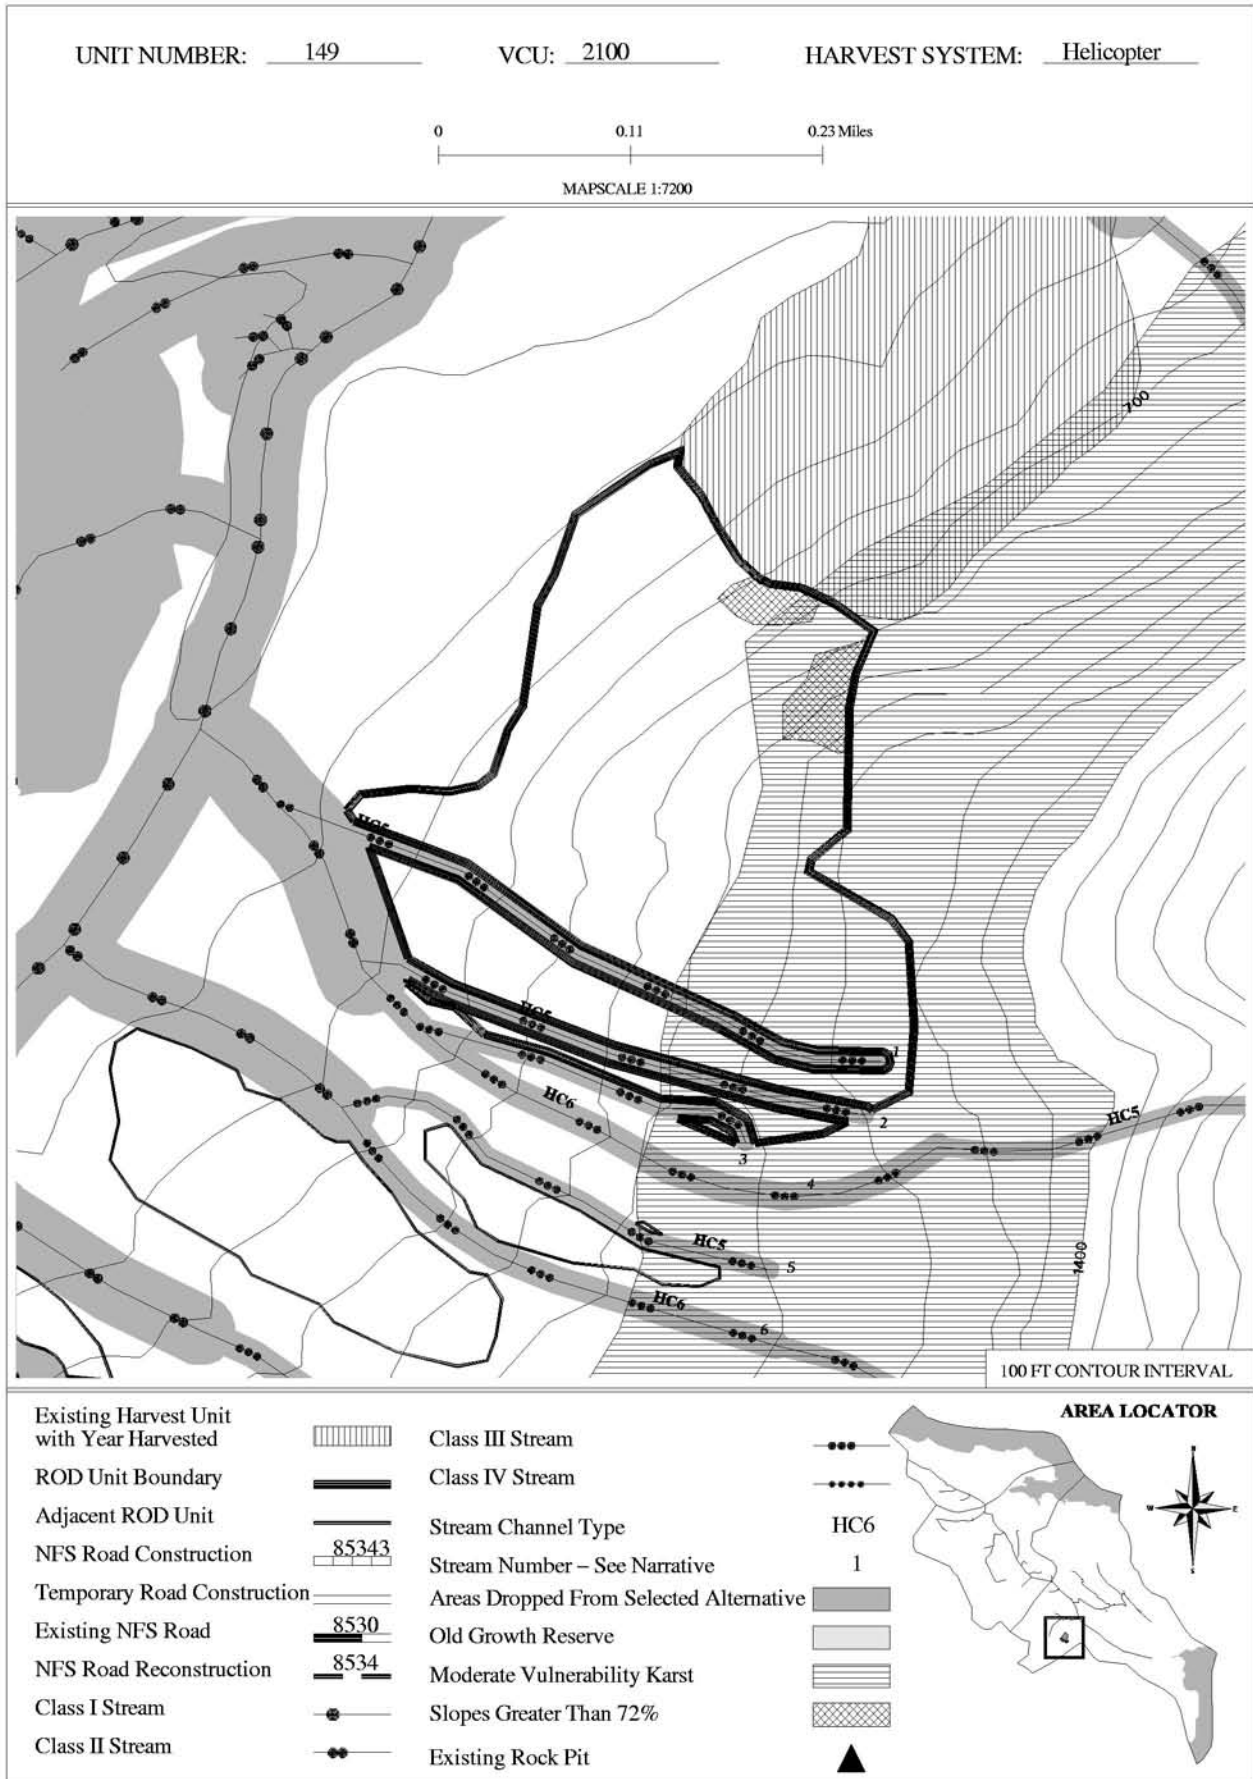 UNIT NUMBER: 149 VCU: 2100 HARVEST SYSTEM: Helicopter
0 0.11 0.23 Miles
MAPSCALE 1:7200
700
HC5
HC5
1
HC6
2
HC5
3
4
HC5
5
1400
HC6
6
100 FT CONTOUR INTERVAL
Existing Harvest Unit
with Year Harvested
ROD Unit Boundary
Adjacent ROD Unit
NFS Road Construction 85343
Temporary Road Construction
Existing NFS Road 8530
NFS Road Reconstruction 8534
Class I Stream
Class II Stream
Class III Stream
Class IV Stream
Stream Channel Type HC6
Stream Number – See Narrative 1
Areas Dropped From Selected Alternative
Old Growth Reserve
Moderate Vulnerability Karst
Slopes Greater Than 72%
Existing Rock Pit
AREA LOCATOR
N
W E
S